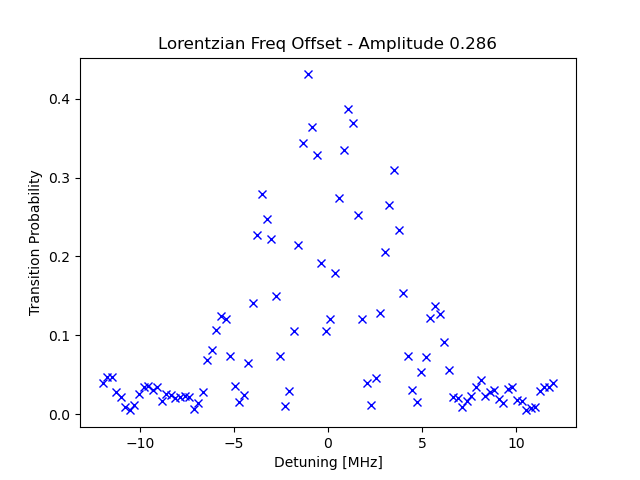 Lorentzian Freq Offset - Amplitude 0.286
Transition Probability
0.4
0.3
0.2
0.1
0.0
−10 −5 0 5 10
Detuning [MHz]